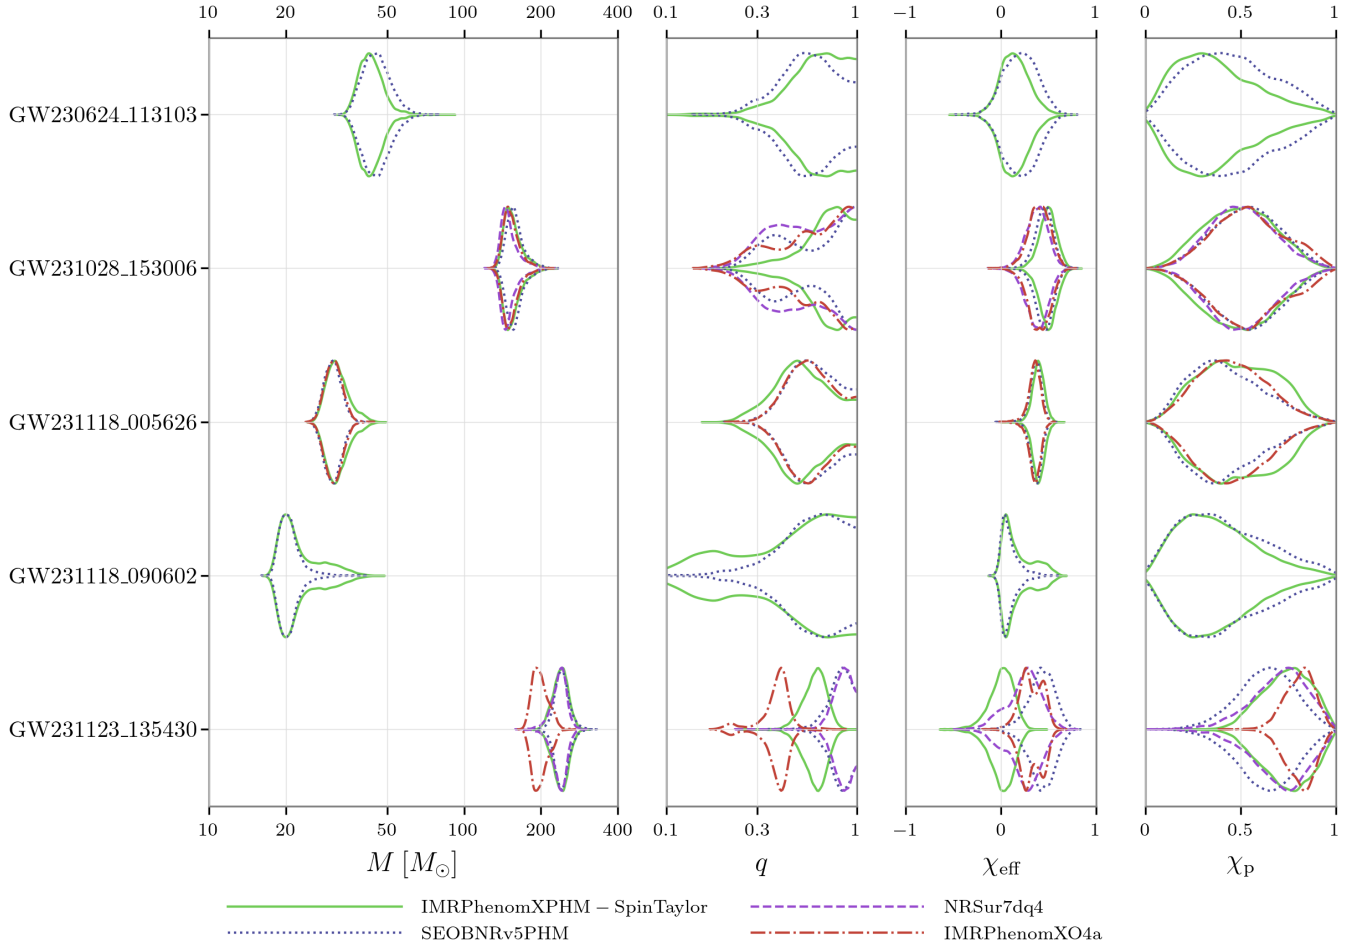 10 20 50 100 200 400 0.1 0.3 1 −1 0 1 0 0.5 1
GW230624_113103
GW231028_153006
GW231118_005626
GW231118_090602
GW231123_135430
10 20 50 100 200 400 0.1 0.3 1 −1 0 1 0 0.5 1
M [M☉] q χeff χp
IMRPhenomXPHM − SpinTaylor NRSur7dq4
SEOBNRv5PHM IMRPhenomXO4a